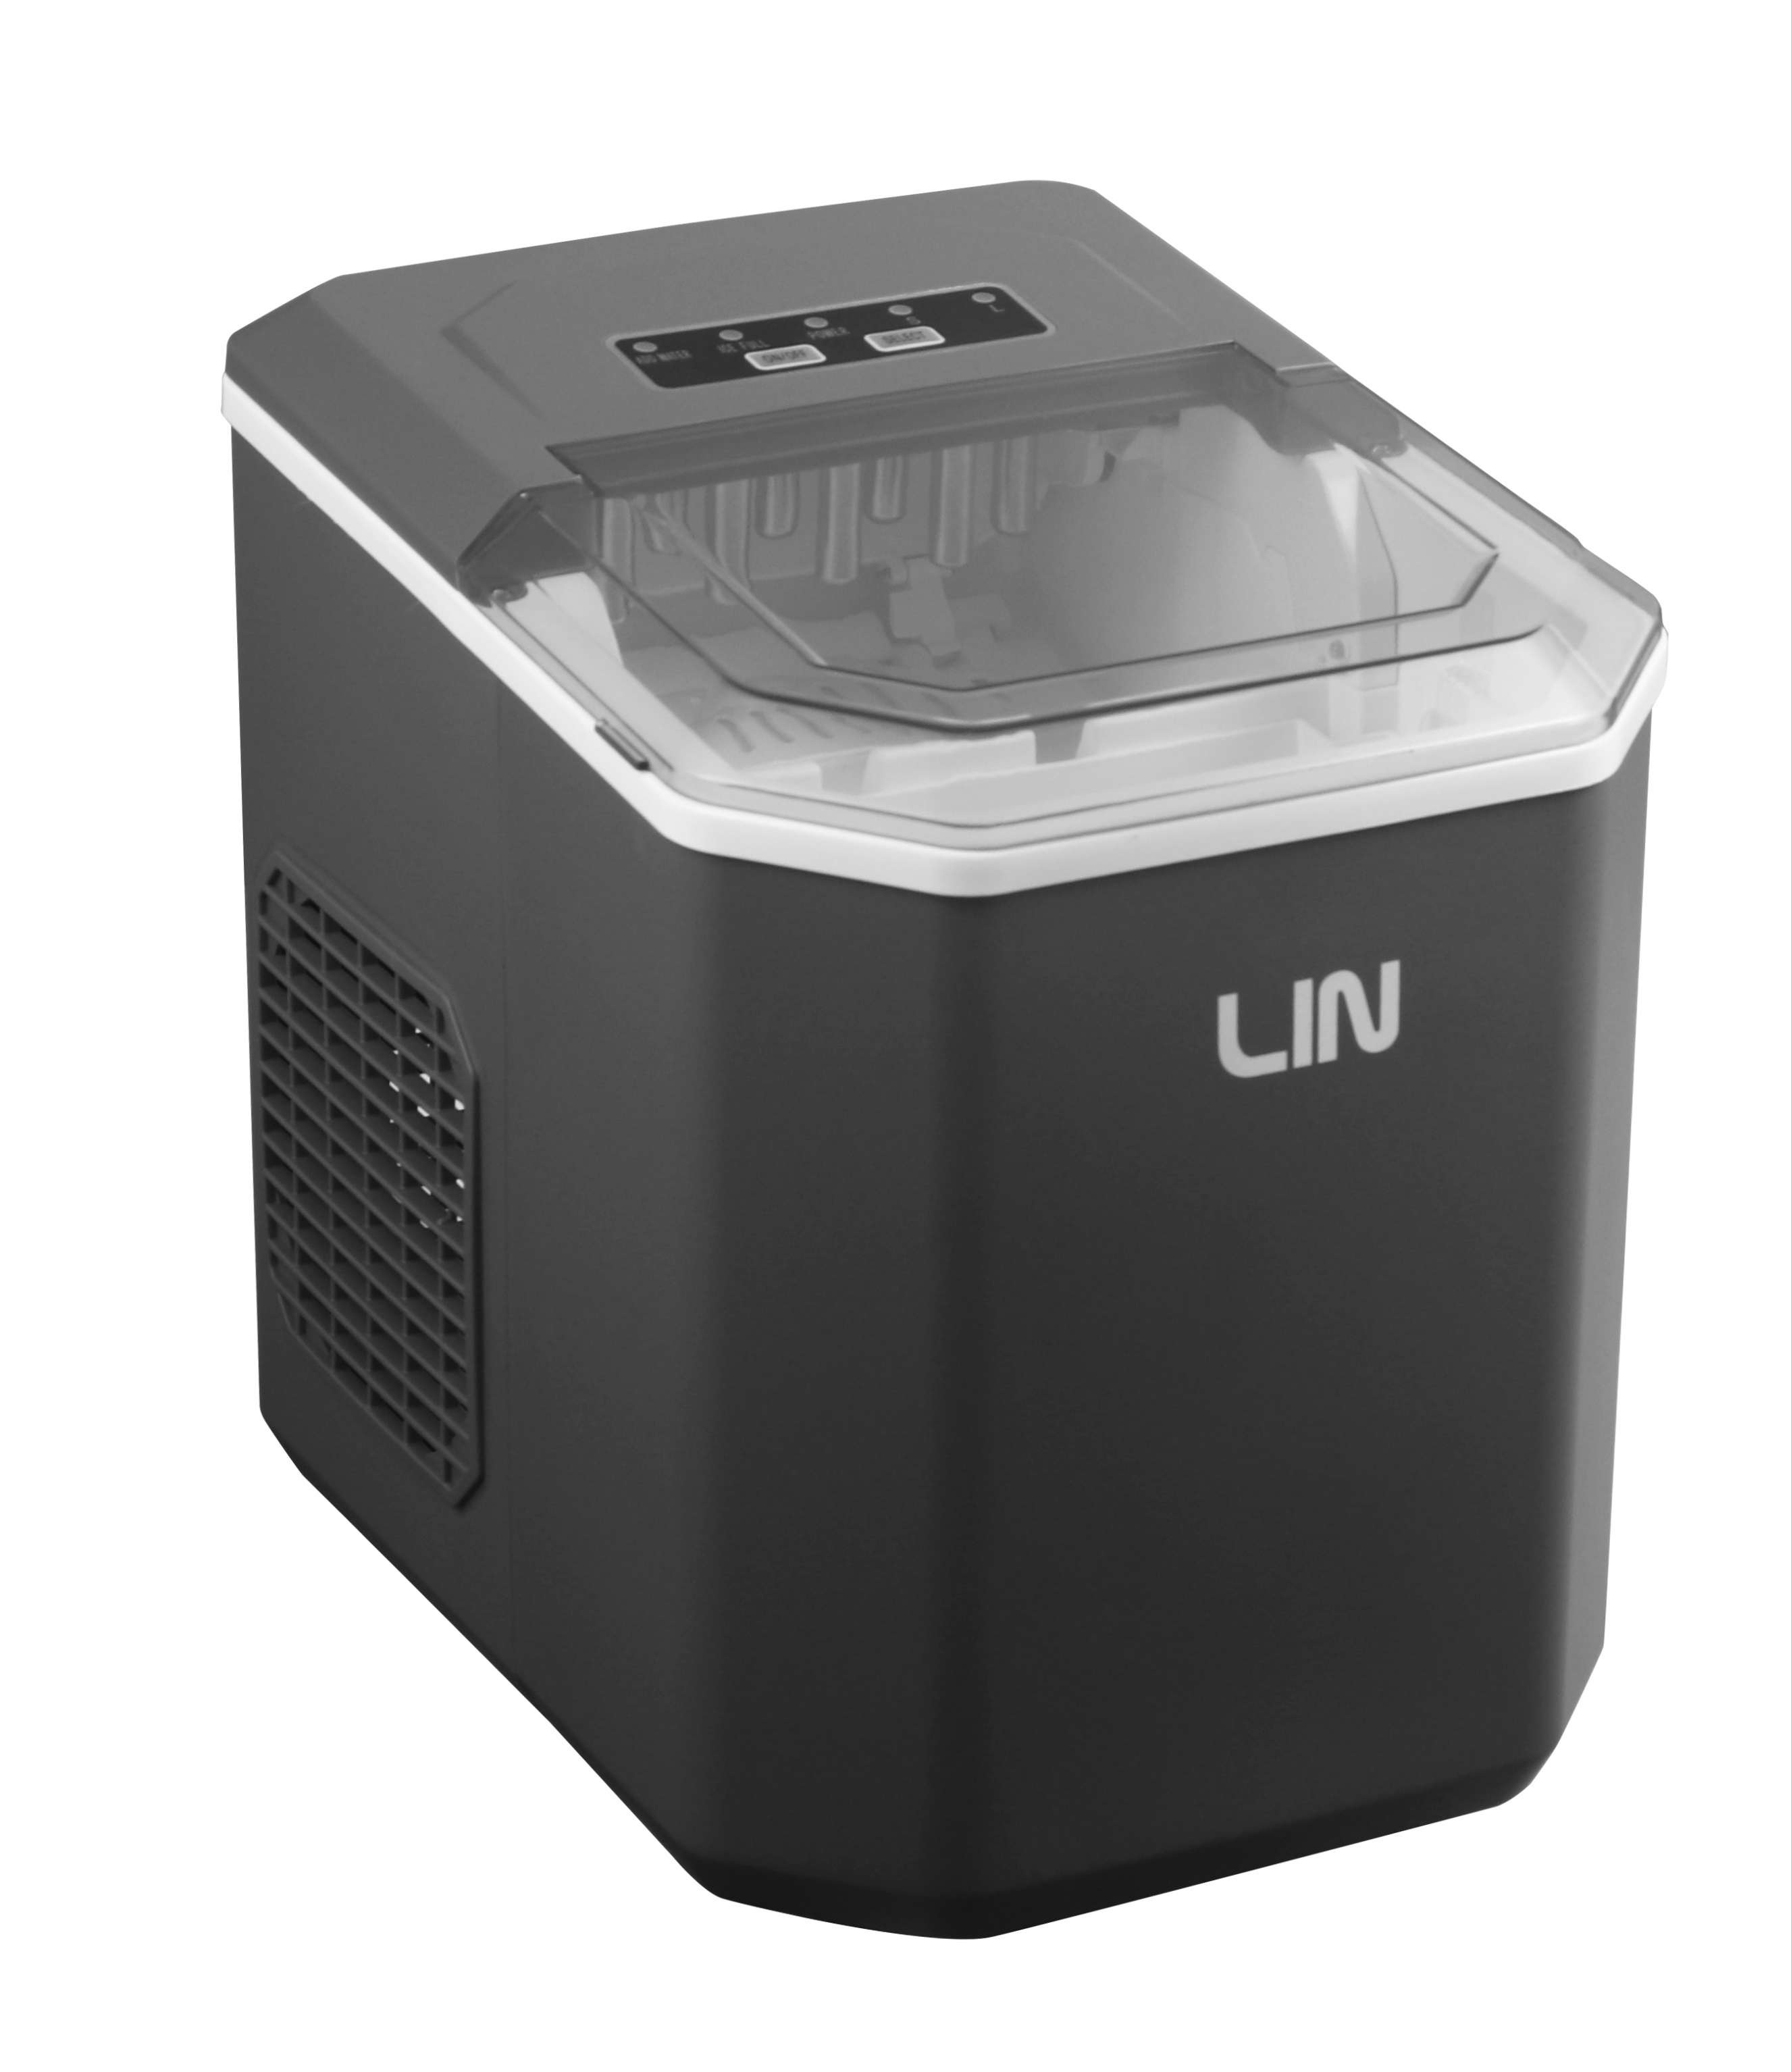 ADD WATER
ICE FULL
POWER
S
L
ON/OFF
SELECT
LIN